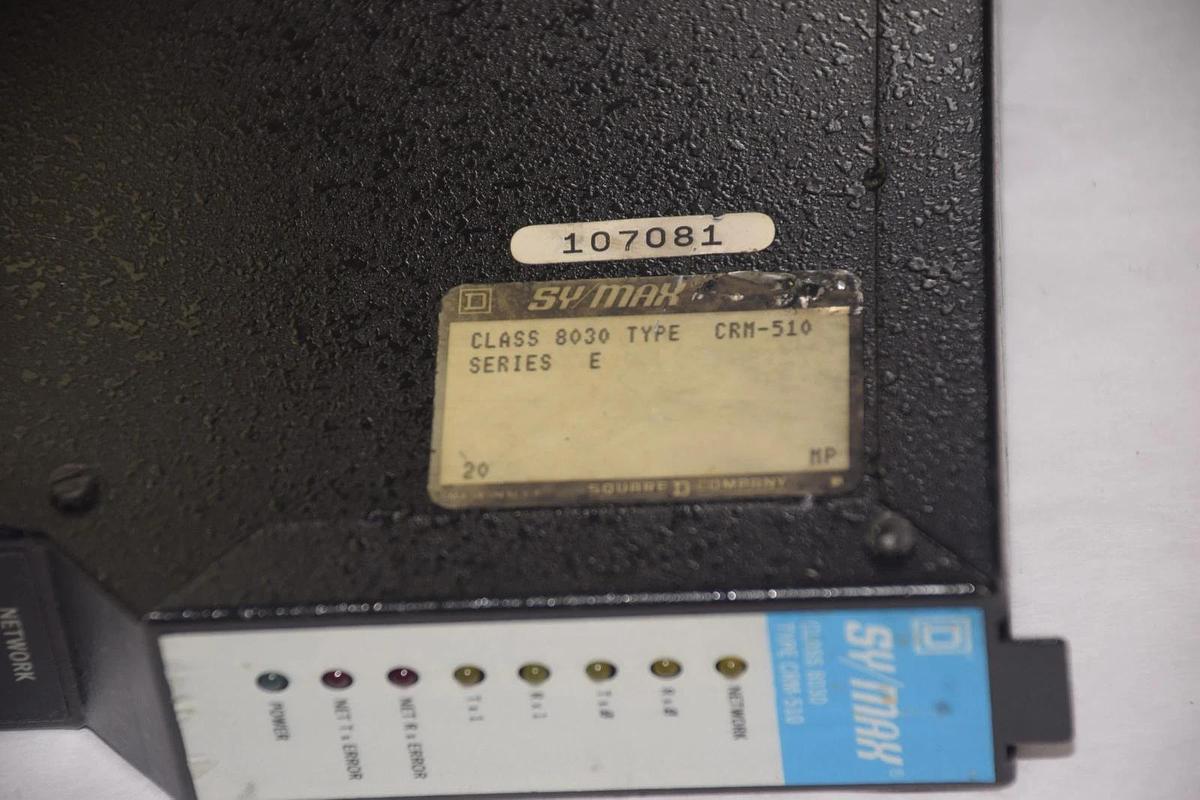 107081
D SY/MAX
CLASS 8030 TYPE CRM-510
SERIES E
20 MP
SQUARE D COMPANY
NETWORK
POWER
NET Tx ERROR
NET Rx ERROR
Tx1
Rx1
Tx0
Rx0
NETWORK
D
SY/MAX
CLASS 8030
TYPE CRM-510